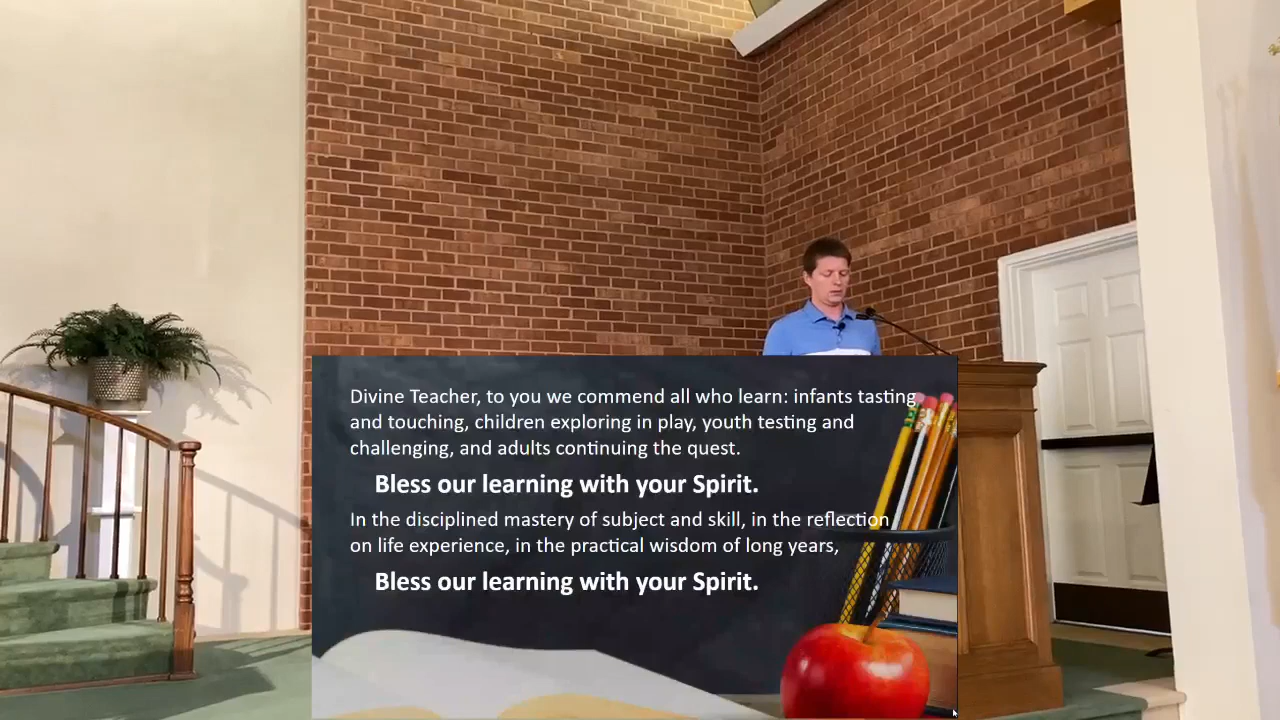 Divine Teacher, to you we commend all who learn: infants tasting
and touching, children exploring in play, youth testing and
challenging, and adults continuing the quest.
Bless our learning with your Spirit.
In the disciplined mastery of subject and skill, in the reflection
on life experience, in the practical wisdom of long years,
Bless our learning with your Spirit.